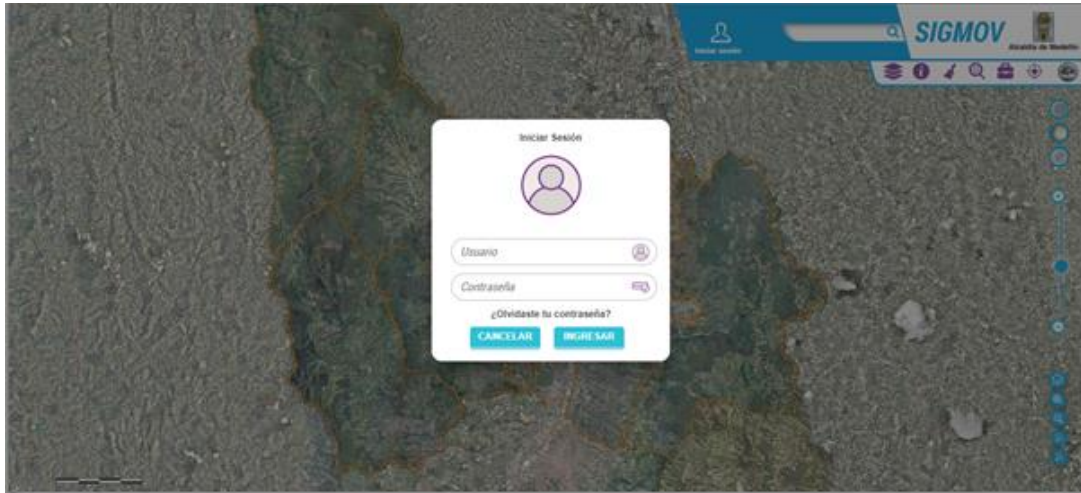 Iniciar sesión
SIGMOV
Alcaldía de Medellín
Iniciar Sesión
Usuario
Contraseña
¿Olvidaste tu contraseña?
CANCELAR
INGRESAR